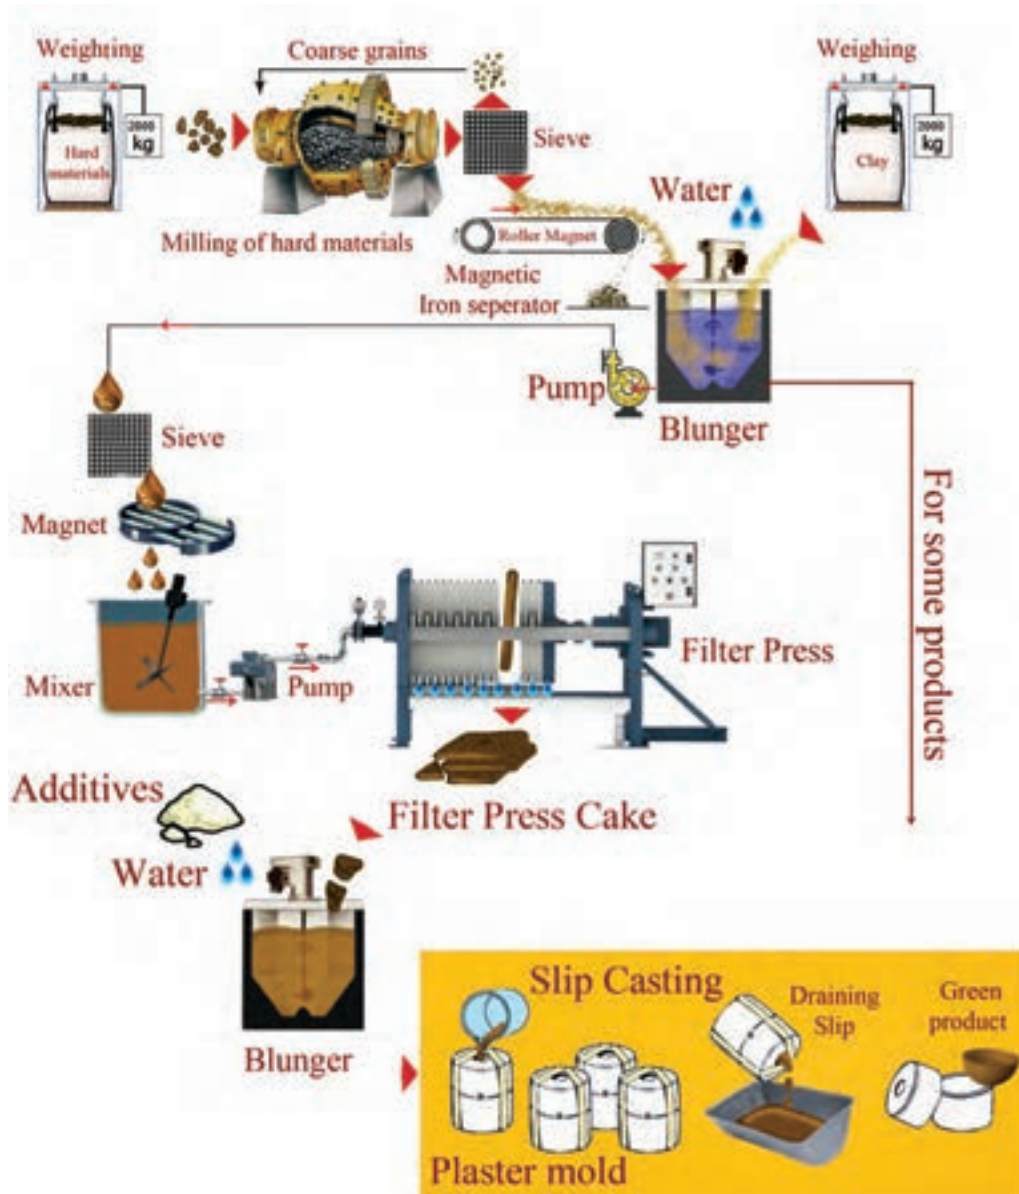 Weighting
Coarse grains
Weighing
2000
kg
Hard
materials
Sieve
2000
kg
Clay
Water
Milling of hard materials
Roller Magnet
Magnetic
Iron seperator
Pump
Blunger
Sieve
For some products
Magnet
Filter Press
Mixer
Pump
Additives
Filter Press Cake
Water
Slip Casting
Draining
Slip
Green
product
Blunger
Plaster mold